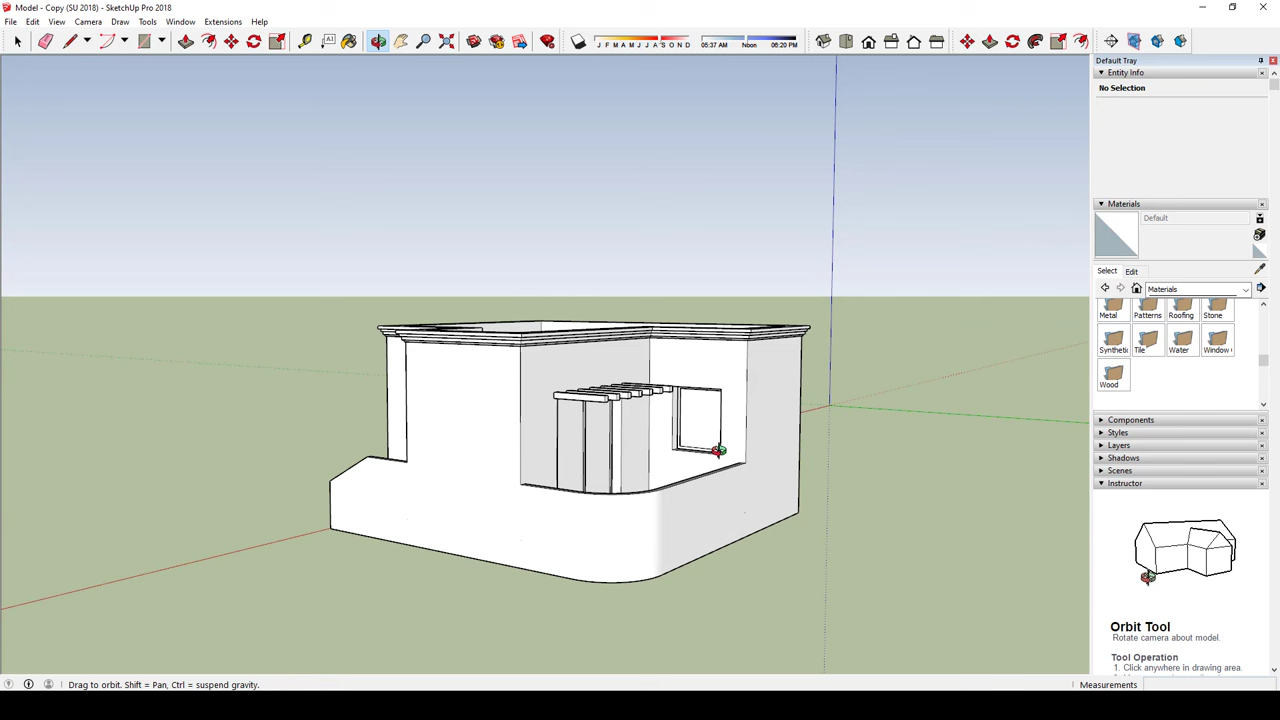 Model - Copy (SU 2018) - SketchUp Pro 2018
File Edit View Camera Draw Tools Window Extensions Help
J F M A M J J A S O N D
05:37 AM Noon 06:20 PM
Default Tray
Entity Info
No Selection
Materials
Default
Select Edit
Materials
Metal Patterns Roofing Stone
Syntheti Tile Water Window
Wood
Components
Styles
Layers
Shadows
Scenes
Instructor
Orbit Tool
Rotate camera about model.
Tool Operation
1. Click anywhere in drawing area.
Drag to orbit. Shift = Pan, Ctrl = suspend gravity.
Measurements